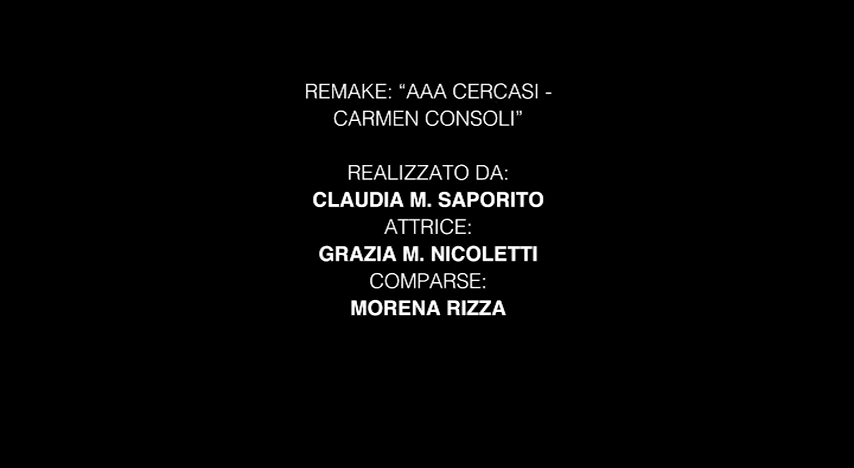 REMAKE: “AAA CERCASI -
CARMEN CONSOLI”
REALIZZATO DA:
CLAUDIA M. SAPORITO
ATTRICE:
GRAZIA M. NICOLETTI
COMPARSE:
MORENA RIZZA